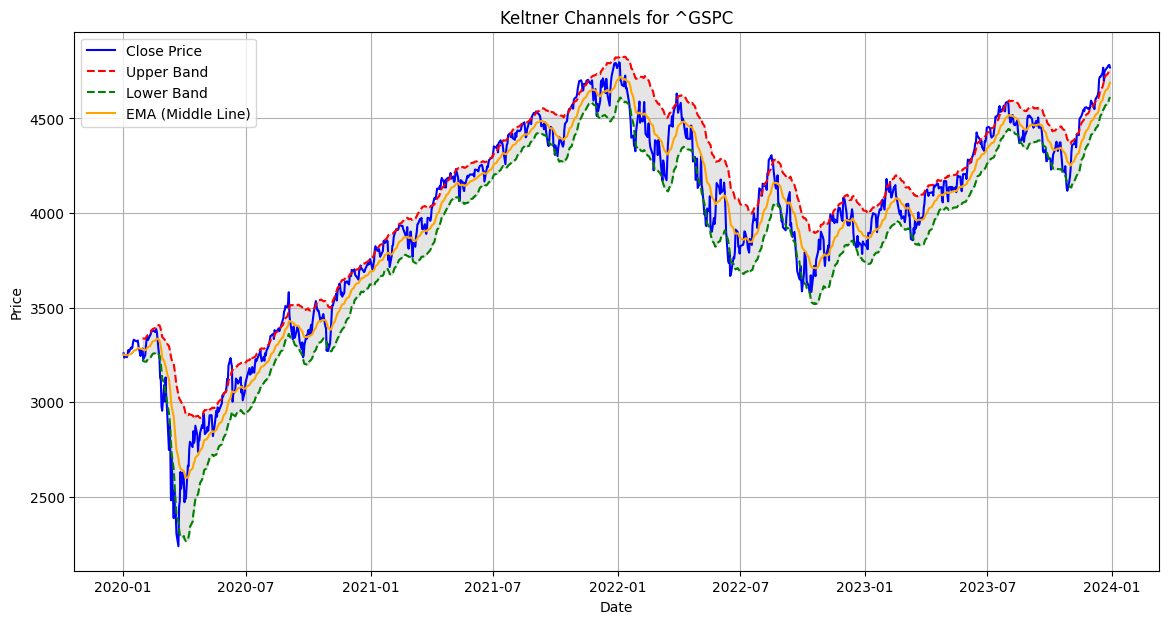 Keltner Channels for ^GSPC
Close Price
Upper Band
Lower Band
EMA (Middle Line)
Price
4500
4000
3500
3000
2500
2020-01
2020-07
2021-01
2021-07
2022-01
2022-07
2023-01
2023-07
2024-01
Date